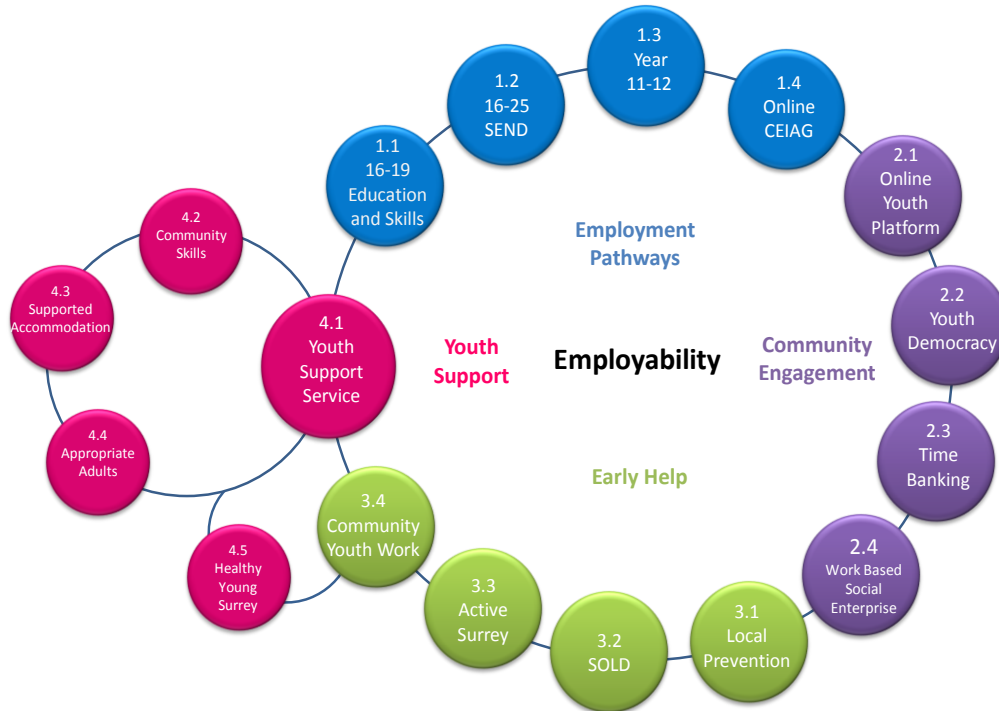 1.1
16-19
Education
and Skills
1.2
16-25
SEND
1.3
Year
11-12
1.4
Online
CEIAG
2.1
Online
Youth
Platform
2.2
Youth
Democracy
2.3
Time
Banking
2.4
Work Based
Social
Enterprise
3.1
Local
Prevention
3.2
SOLD
3.3
Active
Surrey
3.4
Community
Youth Work
4.1
Youth
Support
Service
4.2
Community
Skills
4.3
Supported
Accommodation
4.4
Appropriate
Adults
4.5
Healthy
Young
Surrey
Employment
Pathways
Youth
Support
Employability
Community
Engagement
Early Help